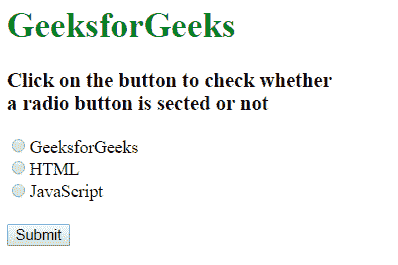 GeeksforGeeks
Click on the button to check whether
a radio button is sected or not
GeeksforGeeks
HTML
JavaScript
Submit